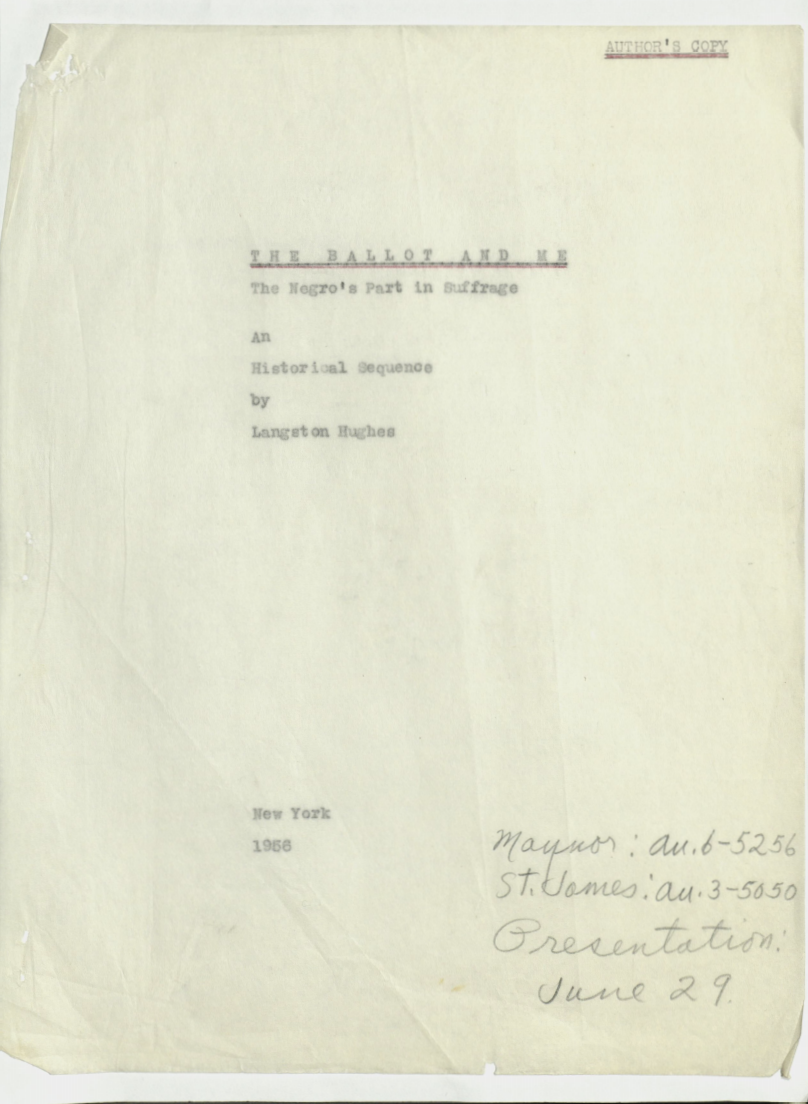 AUTHOR'S COPY
THE BALLOT AND ME
The Negro's Part in Suffrage
An
Historical Sequence
by
Langston Hughes
New York
1956
Maynor: au. 6-5256
St. James: au. 3-5050
Presentation:
June 29.